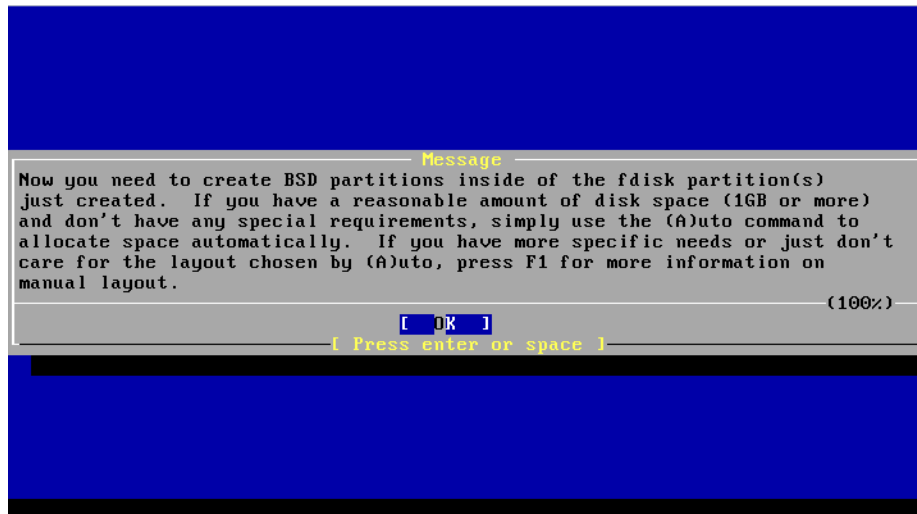 Message
Now you need to create BSD partitions inside of the fdisk partition(s)
just created.  If you have a reasonable amount of disk space (1GB or more)
and don't have any special requirements, simply use the (A)uto command to
allocate space automatically.  If you have more specific needs or just don't
care for the layout chosen by (A)uto, press F1 for more information on
manual layout.
(100%)
[  OK  ]
[ Press enter or space ]